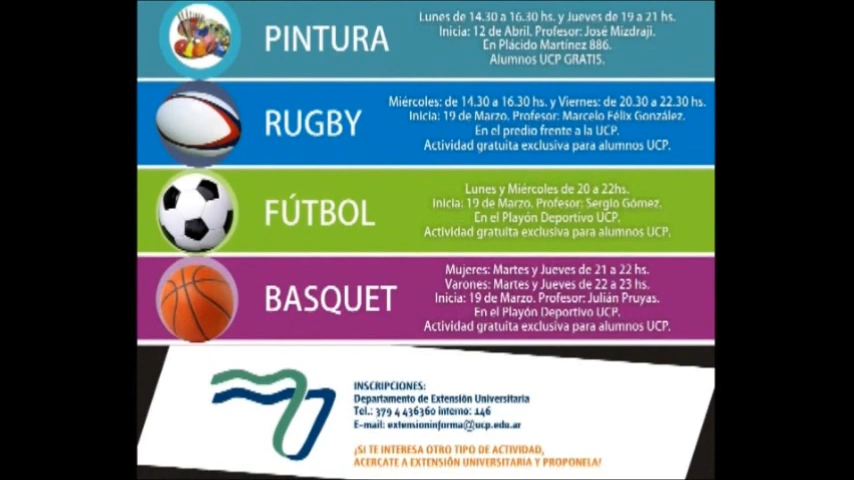 PINTURA
Lunes de 14.30 a 16.30 hs. y Jueves de 19 a 21 hs.
Inicia: 12 de Abril. Profesor: José Mizdraji.
En Plácido Martínez 886.
Alumnos UCP GRATIS.
RUGBY
Miércoles: de 14.30 a 16.30 hs. y Viernes: de 20.30 a 22.30 hs.
Inicia: 19 de Marzo. Profesor: Marcelo Félix González.
En el predio frente a la UCP.
Actividad gratuita exclusiva para alumnos UCP.
FÚTBOL
Lunes y Miércoles de 20 a 22hs.
Inicia: 19 de Marzo. Profesor: Sergio Gómez.
En el Playón Deportivo UCP.
Actividad gratuita exclusiva para alumnos UCP.
BASQUET
Mujeres: Martes y Jueves de 21 a 22 hs.
Varones: Martes y Jueves de 22 a 23 hs.
Inicia: 19 de Marzo. Profesor: Julián Pruyas.
En el Playón Deportivo UCP.
Actividad gratuita exclusiva para alumnos UCP.
INSCRIPCIONES:
Departamento de Extensión Universitaria
Tel.: 379 4 436360 interno: 146
E-mail: extensioninforma@ucp.edu.ar
¡SI TE INTERESA OTRO TIPO DE ACTIVIDAD,
ACERCATE A EXTENSIÓN UNIVERSITARIA Y PROPONELA!